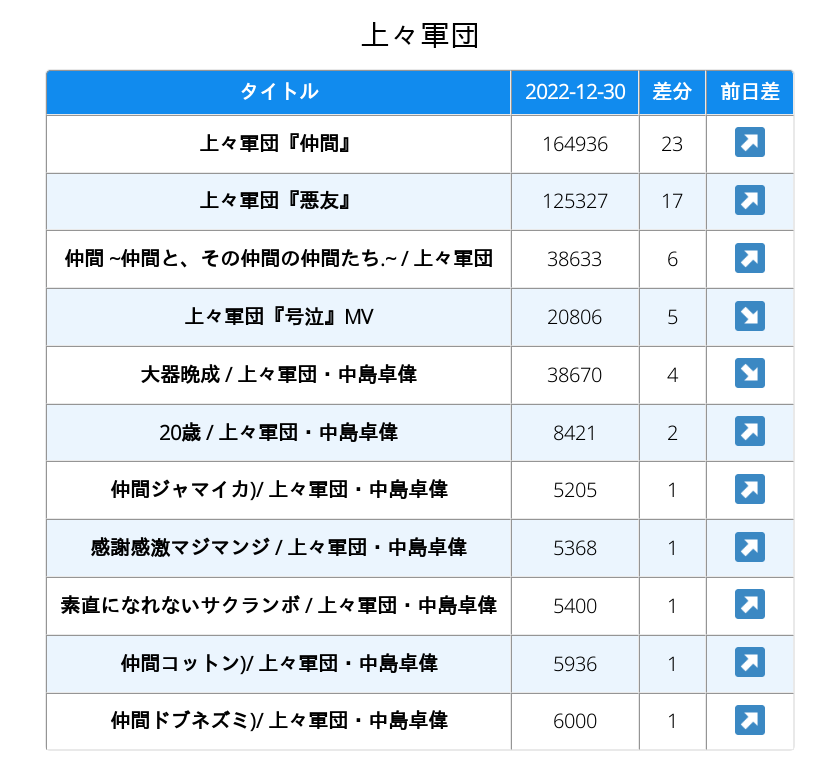 上々軍団
タイトル 2022-12-30 差分 前日差
上々軍団『仲間』 164936 23
上々軍団『悪友』 125327 17
仲間 ~仲間と、その仲間の仲間たち.~ / 上々軍団 38633 6
上々軍団『号泣』MV 20806 5
大器晩成 / 上々軍団・中島卓偉 38670 4
20歳 / 上々軍団・中島卓偉 8421 2
仲間ジャマイカ)/ 上々軍団・中島卓偉 5205 1
感謝感激マジマンジ / 上々軍団・中島卓偉 5368 1
素直になれないサクランボ / 上々軍団・中島卓偉 5400 1
仲間コットン)/ 上々軍団・中島卓偉 5936 1
仲間ドブネズミ)/ 上々軍団・中島卓偉 6000 1